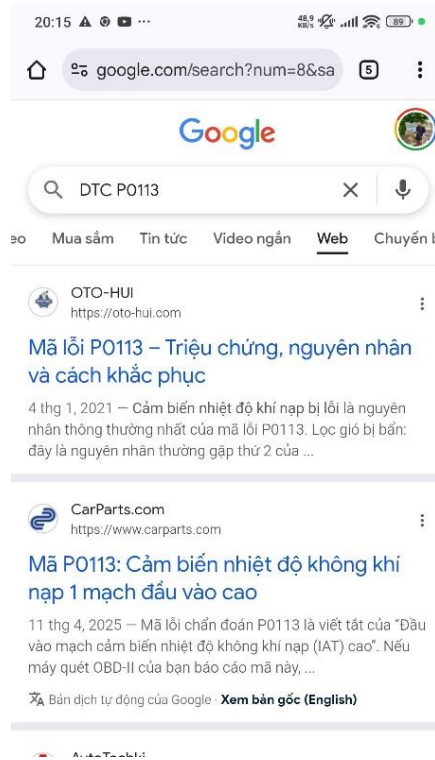 20:15
48,9
KB/s
89
google.com/search?num=8&sa
5
Google
DTC P0113
eo Mua sắm Tin tức Video ngắn Web Chuyến b
OTO-HUI
https://oto-hui.com
Mã lỗi P0113 – Triệu chứng, nguyên nhân
và cách khắc phục
4 thg 1, 2021 — Cảm biến nhiệt độ khí nạp bị lỗi là nguyên
nhân thông thường nhất của mã lỗi P0113. Lọc gió bị bẩn:
đây là nguyên nhân thường gặp thứ 2 của ...
CarParts.com
https://www.carparts.com
Mã P0113: Cảm biến nhiệt độ không khí
nạp 1 mạch đầu vào cao
11 thg 4, 2025 — Mã lỗi chẩn đoán P0113 là viết tắt của “Đầu
vào mạch cảm biến nhiệt độ không khí nạp (IAT) cao”. Nếu
máy quét OBD-II của bạn báo cáo mã này, ...
Bản dịch tự động của Google · Xem bản gốc (English)